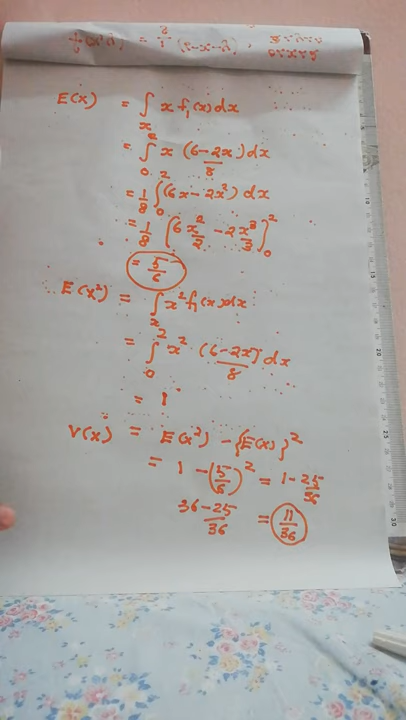 E(x) = ∫x x f₁(x) dx
= ∫₀² x (6-2x)/8 dx
= 1/8 ∫₀² (6x - 2x²) dx
= 1/8 [6x²/2 - 2x³/3]₀²
= 5/6
E(x²) = ∫x x² f₁(x) dx
= ∫₀² x² (6-2x)/8 dx
= 1
V(x) = E(x²) - {E(x)}²
= 1 - (5/6)² = 1 - 25/36
36-25/36 = 11/36